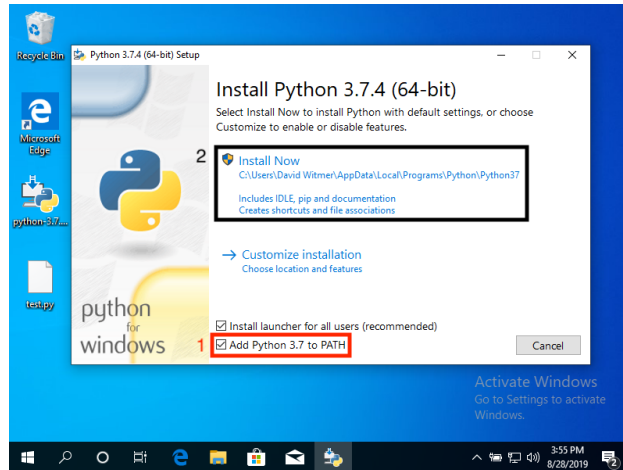 Recycle Bin
Python 3.7.4 (64-bit) Setup
Microsoft
Edge
python-3.7....
test.py
Install Python 3.7.4 (64-bit)
Select Install Now to install Python with default settings, or choose
Customize to enable or disable features.
2
Install Now
C:\Users\David Witmer\AppData\Local\Programs\Python\Python37
Includes IDLE, pip and documentation
Creates shortcuts and file associations
Customize installation
Choose location and features
python
for
windows
Install launcher for all users (recommended)
1
Add Python 3.7 to PATH
Cancel
Activate Windows
Go to Settings to activate
Windows.
3:55 PM
8/28/2019
2